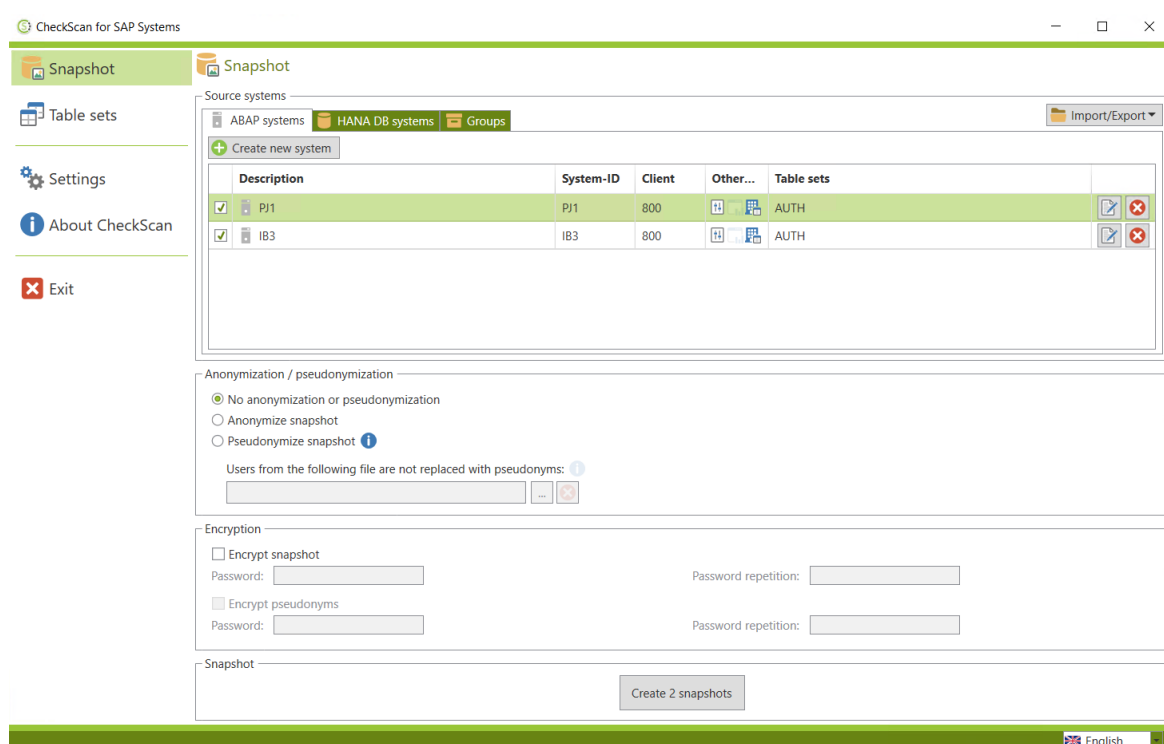 CheckScan for SAP Systems
Snapshot
Table sets
Settings
About CheckScan
Exit
Snapshot
Source systems
ABAP systems HANA DB systems Groups Import/Export
Create new system
Description System-ID Client Other... Table sets
PJ1 PJ1 800 AUTH
IB3 IB3 800 AUTH
Anonymization / pseudonymization
No anonymization or pseudonymization
Anonymize snapshot
Pseudonymize snapshot
Users from the following file are not replaced with pseudonyms:
...
Encryption
Encrypt snapshot
Password: Password repetition:
Encrypt pseudonyms
Password: Password repetition:
Snapshot
Create 2 snapshots
English